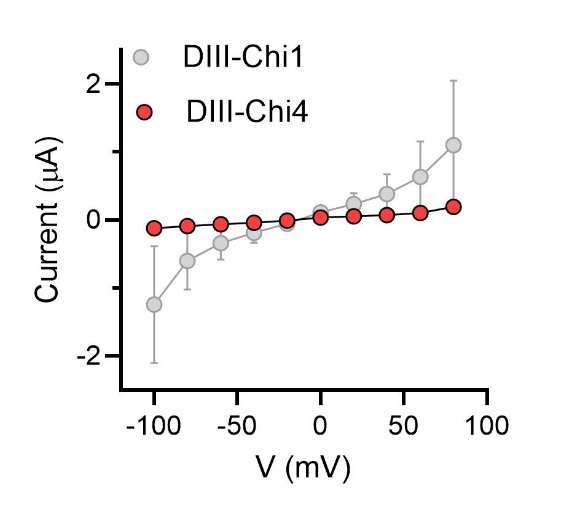 DIII-Chi1
DIII-Chi4
Current (μA)
2
0
-2
-100 -50 0 50 100
V (mV)